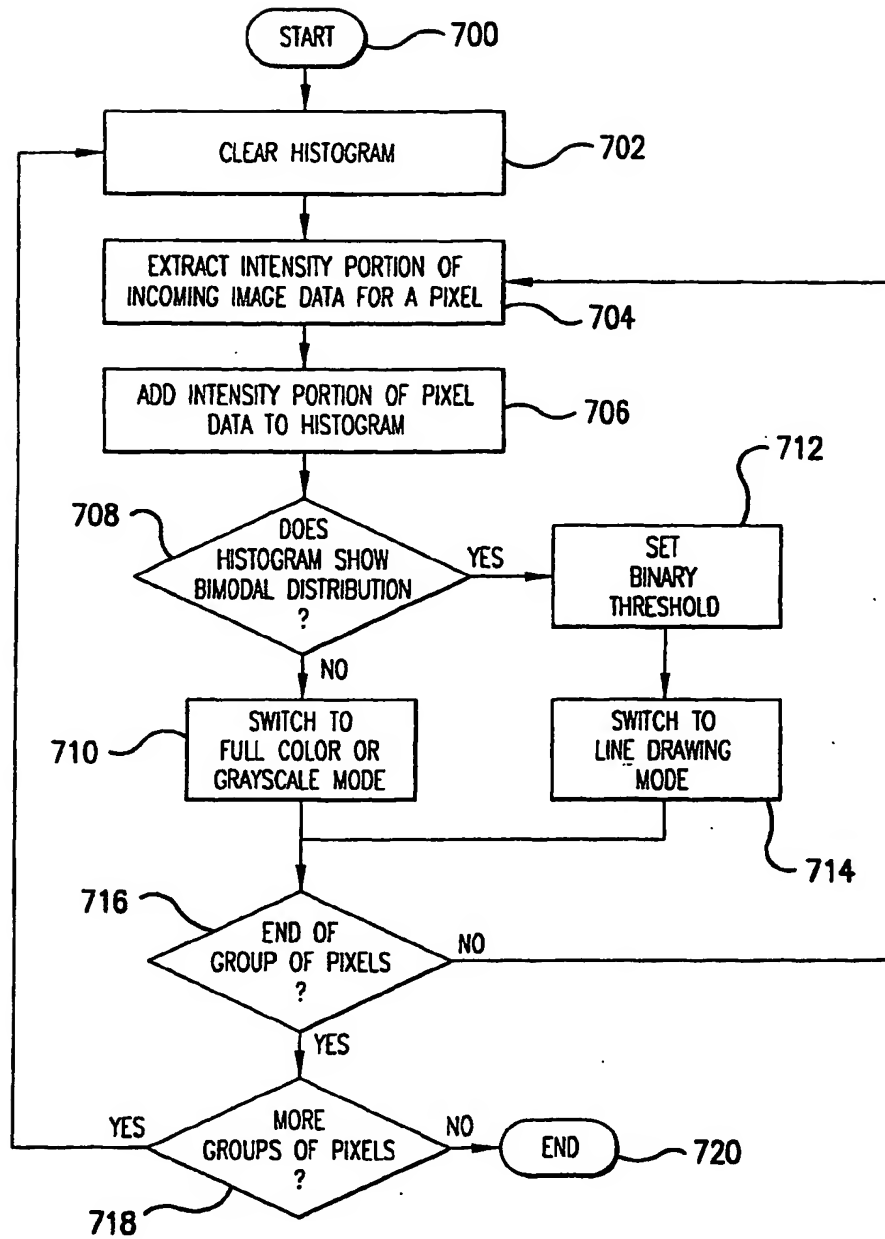 START
700
CLEAR HISTOGRAM
702
EXTRACT INTENSITY PORTION OF
INCOMING IMAGE DATA FOR A PIXEL
704
ADD INTENSITY PORTION OF PIXEL
DATA TO HISTOGRAM
706
708
DOES
HISTOGRAM SHOW
BIMODAL DISTRIBUTION
?
YES
712
SET
BINARY
THRESHOLD
NO
710
SWITCH TO
FULL COLOR OR
GRAYSCALE MODE
SWITCH TO
LINE DRAWING
MODE
714
716
END OF
GROUP OF PIXELS
?
NO
YES
YES
MORE
GROUPS OF PIXELS
?
NO
END
720
718